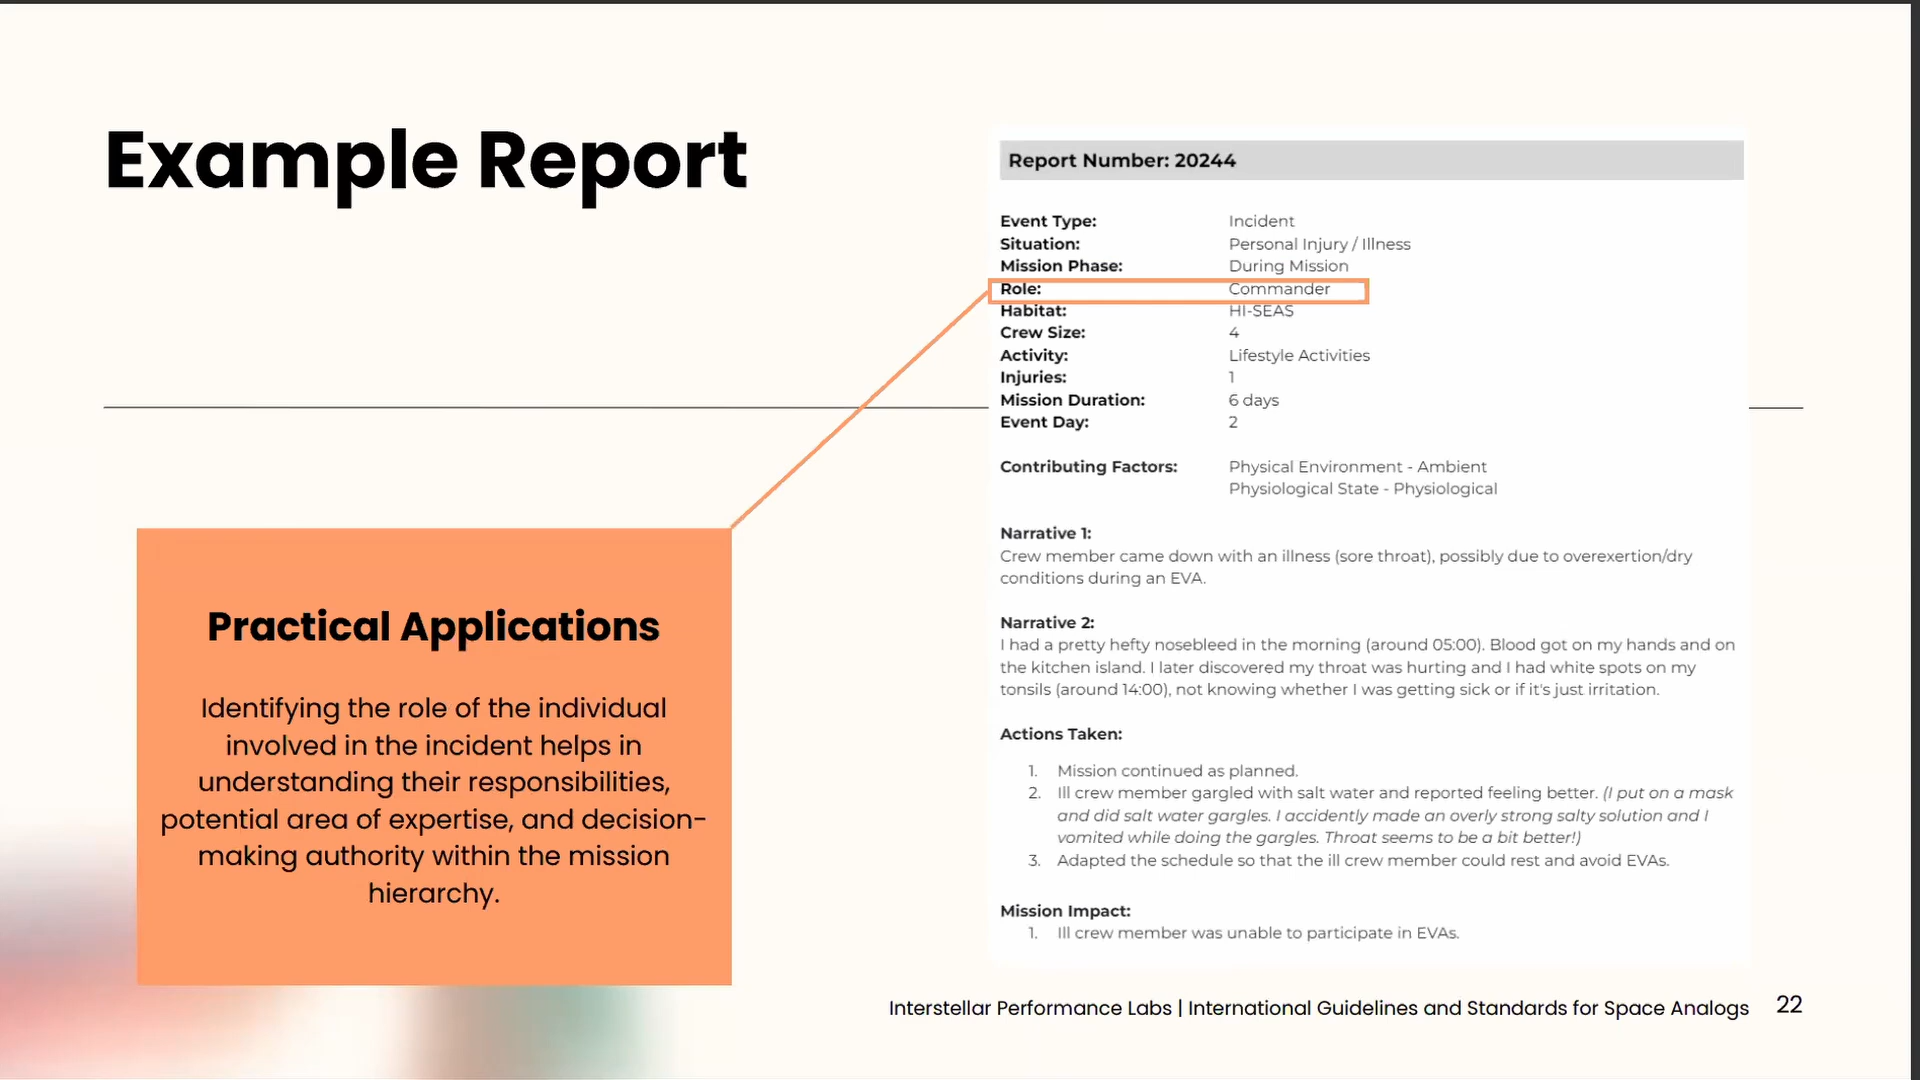 Example Report
Report Number: 20244
Event Type: Incident
Situation: Personal Injury / Illness
Mission Phase: During Mission
Role: Commander
Habitat: HI-SEAS
Crew Size: 4
Activity: Lifestyle Activities
Injuries: 1
Mission Duration: 6 days
Event Day: 2
Contributing Factors: Physical Environment - Ambient
Physiological State - Physiological
Narrative 1:
Crew member came down with an illness (sore throat), possibly due to overexertion/dry
conditions during an EVA.
Narrative 2:
I had a pretty hefty nosebleed in the morning (around 05:00). Blood got on my hands and on
the kitchen island. I later discovered my throat was hurting and I had white spots on my
tonsils (around 14:00), not knowing whether I was getting sick or if it's just irritation.
Actions Taken:
1. Mission continued as planned.
2. Ill crew member gargled with salt water and reported feeling better. (I put on a mask
and did salt water gargles. I accidently made an overly strong salty solution and I
vomited while doing the gargles. Throat seems to be a bit better!)
3. Adapted the schedule so that the ill crew member could rest and avoid EVAs.
Mission Impact:
1. Ill crew member was unable to participate in EVAs.
Practical Applications
Identifying the role of the individual
involved in the incident helps in
understanding their responsibilities,
potential area of expertise, and decision-
making authority within the mission
hierarchy.
Interstellar Performance Labs | International Guidelines and Standards for Space Analogs 22